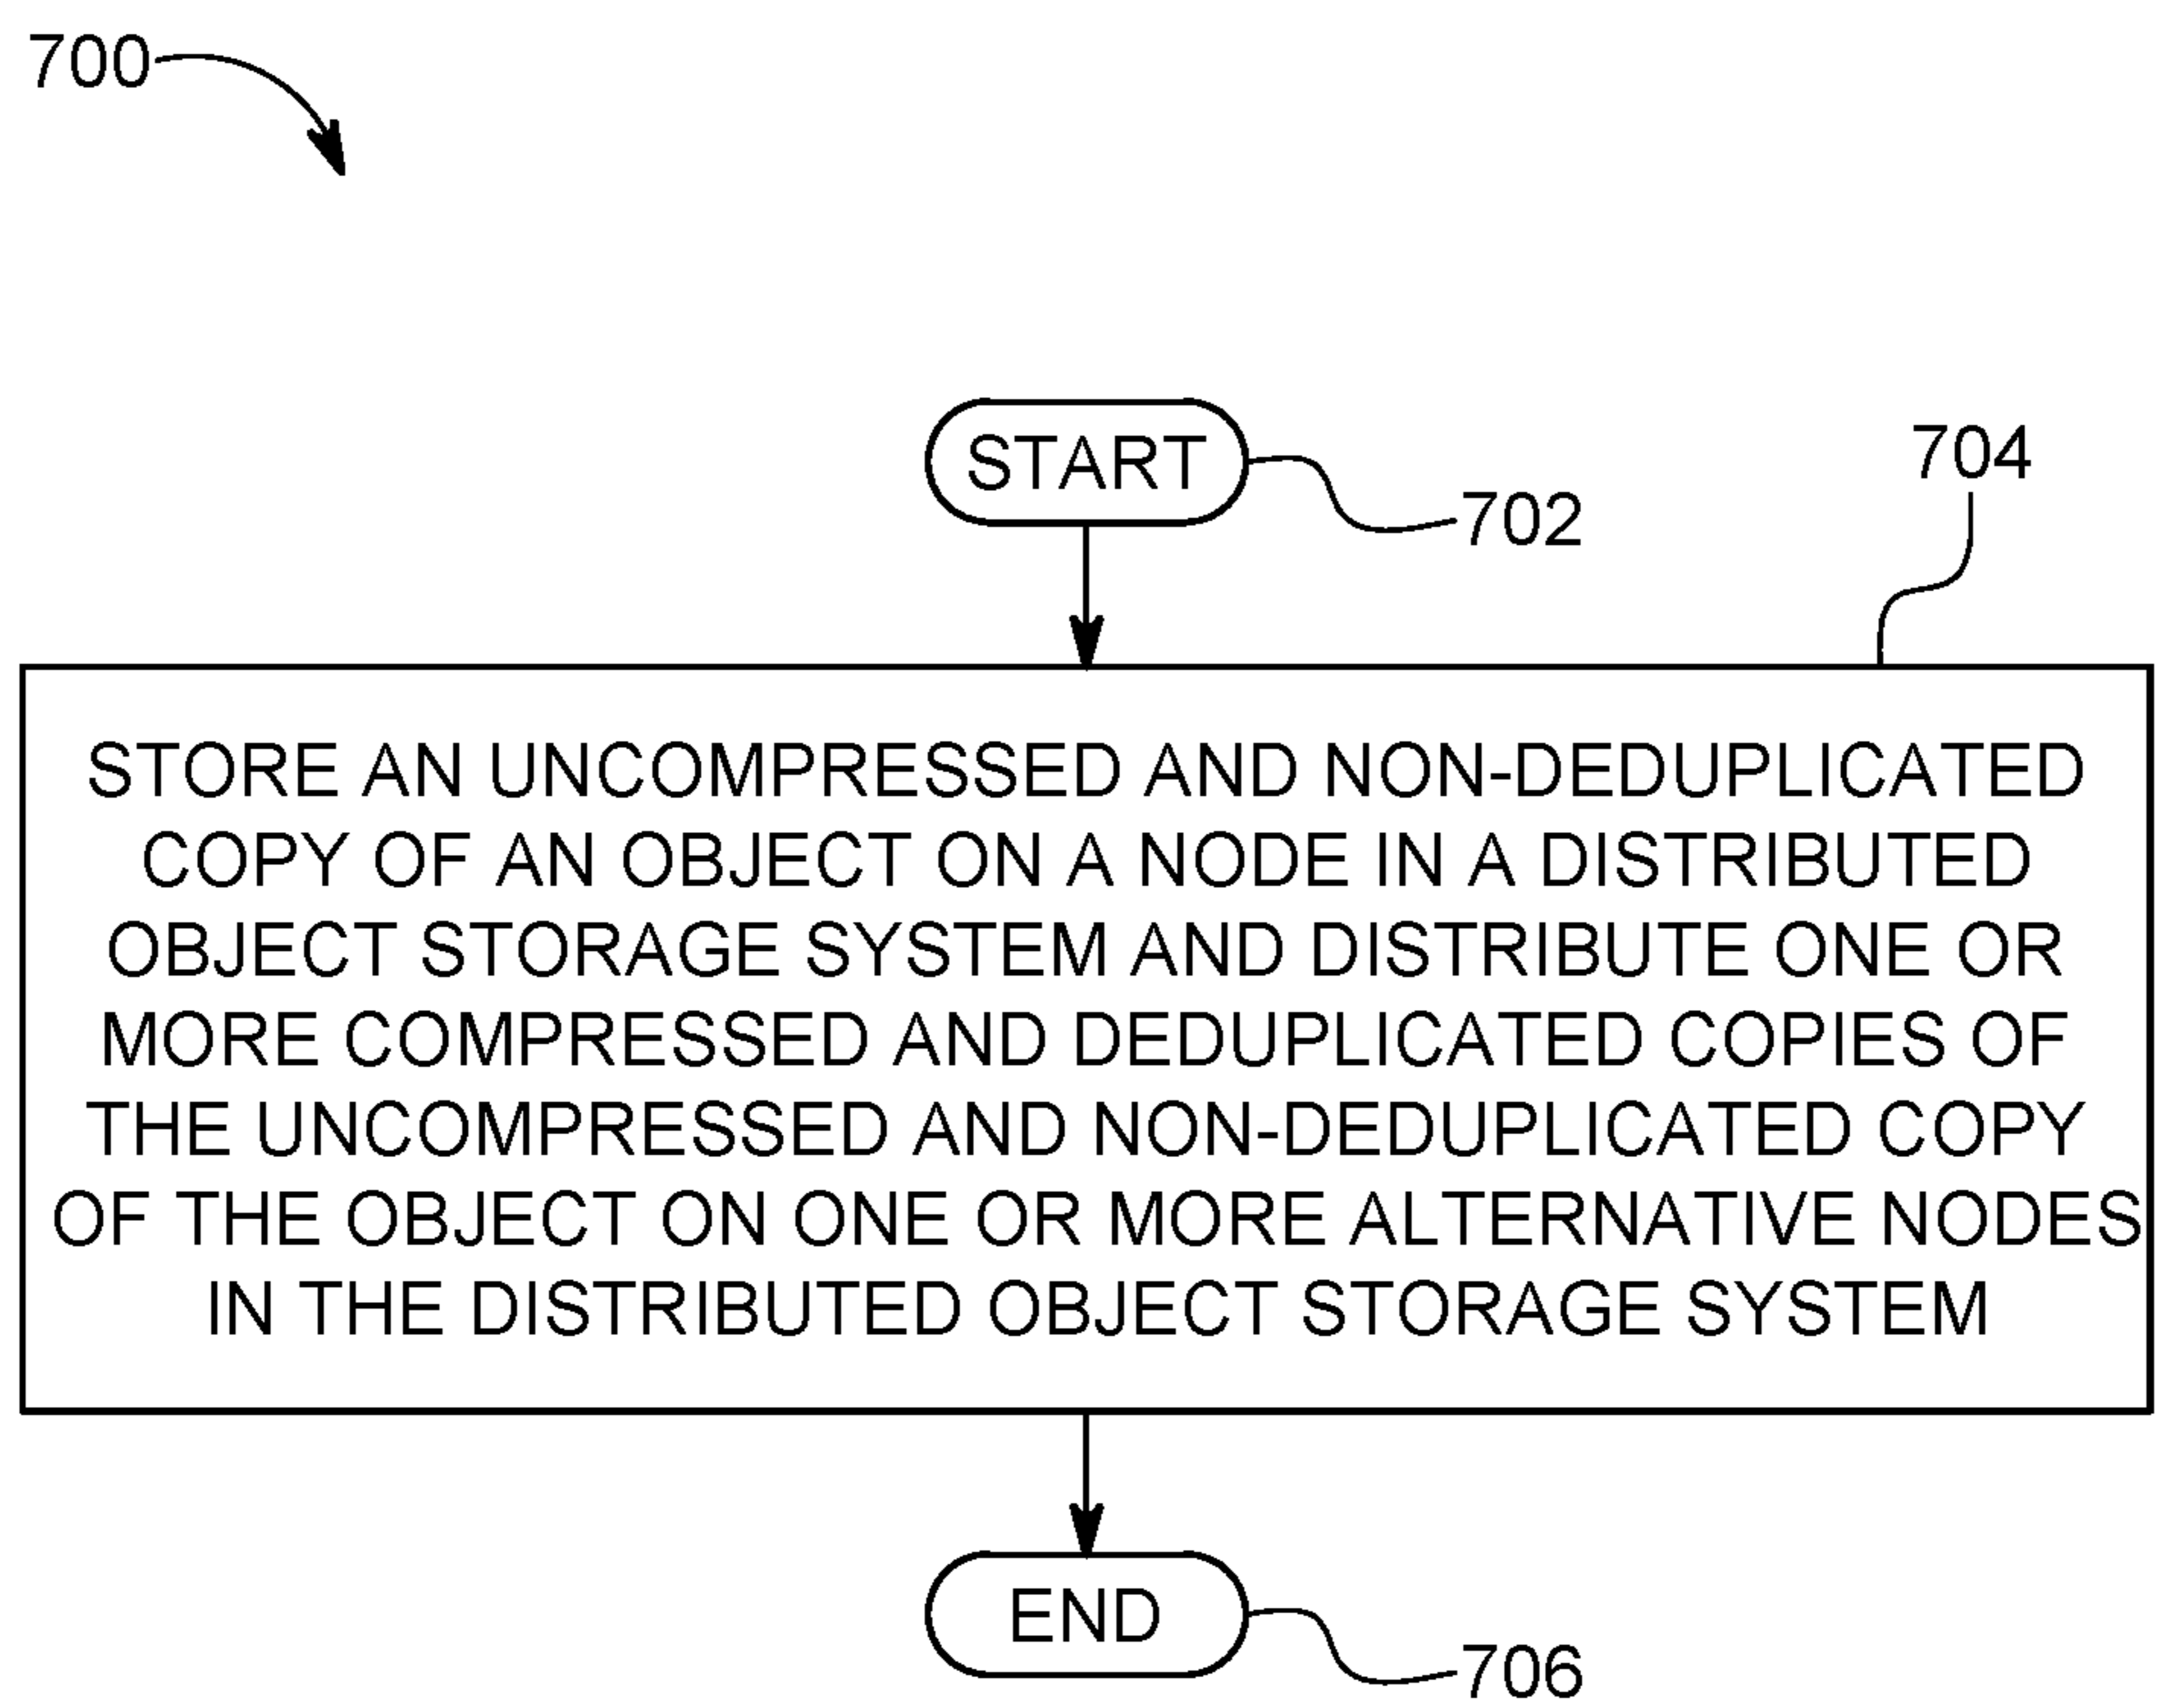 700
START
702
704
STORE AN UNCOMPRESSED AND NON-DEDUPLICATED
COPY OF AN OBJECT ON A NODE IN A DISTRIBUTED
OBJECT STORAGE SYSTEM AND DISTRIBUTE ONE OR
MORE COMPRESSED AND DEDUPLICATED COPIES OF
THE UNCOMPRESSED AND NON-DEDUPLICATED COPY
OF THE OBJECT ON ONE OR MORE ALTERNATIVE NODES
IN THE DISTRIBUTED OBJECT STORAGE SYSTEM
END
706